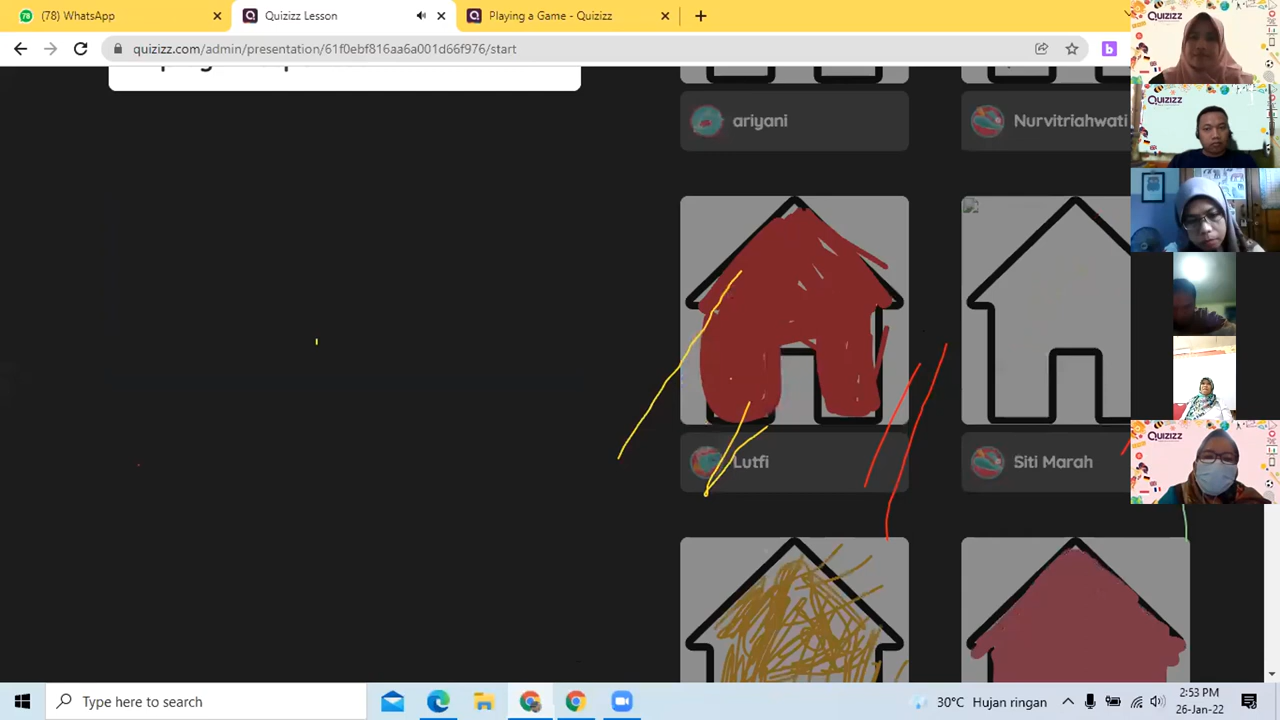 (78) WhatsApp
Quizizz Lesson
Playing a Game - Quizizz
quizizz.com/admin/presentation/61f0ebf816aa6a001d66f976/start
ariyani
Nurvitriahwati
Lutfi
Siti Marah
Type here to search
30°C Hujan ringan
2:53 PM
26-Jan-22
QUIZIZZ
QUIZIZZ
QUIZIZZ